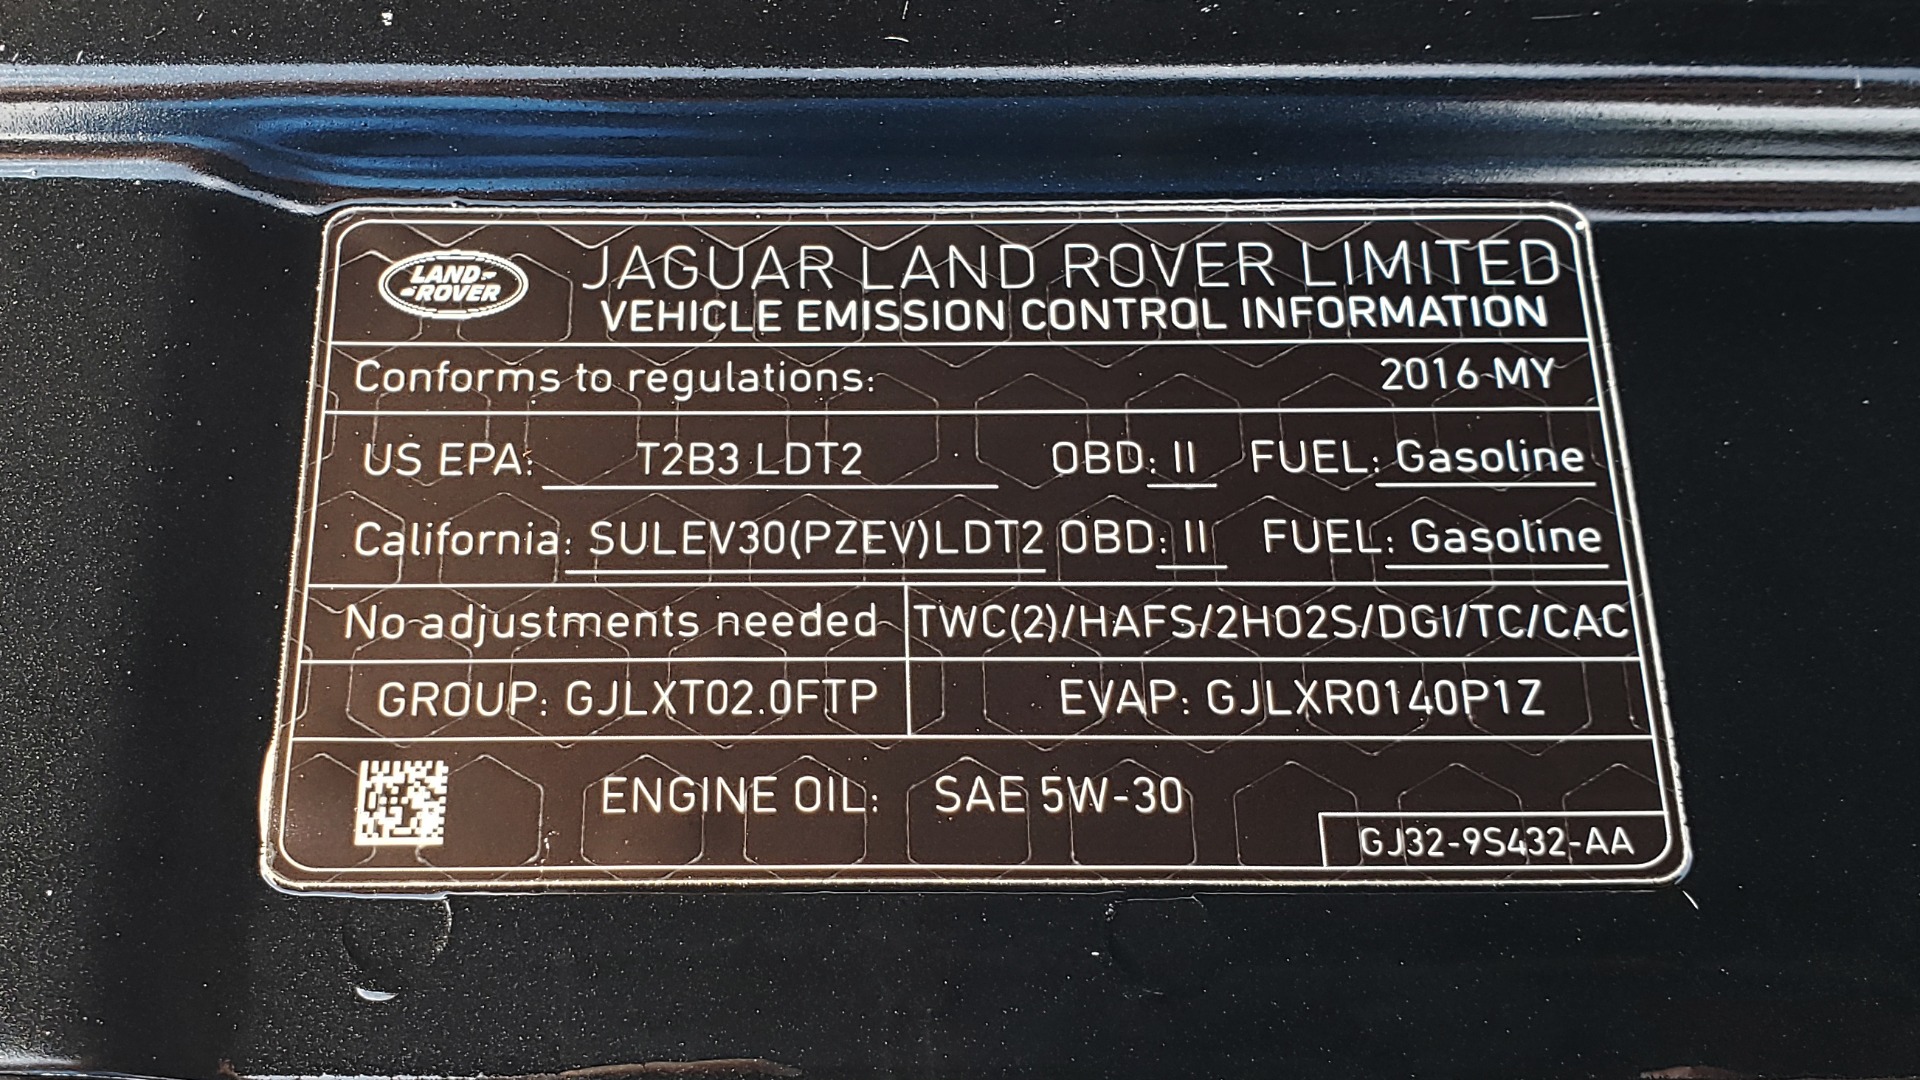 LAND-
-ROVER
JAGUAR LAND ROVER LIMITED
VEHICLE EMISSION CONTROL INFORMATION
Conforms to regulations: 2016 MY
US EPA: T2B3 LDT2 OBD: II FUEL: Gasoline
California: SULEV30(PZEV)LDT2 OBD: II FUEL: Gasoline
No adjustments needed TWC(2)/HAFS/2HO2S/DGI/TC/CAC
GROUP: GJLXT02.0FTP EVAP: GJLXR0140P1Z
ENGINE OIL: SAE 5W-30
GJ32-9S432-AA